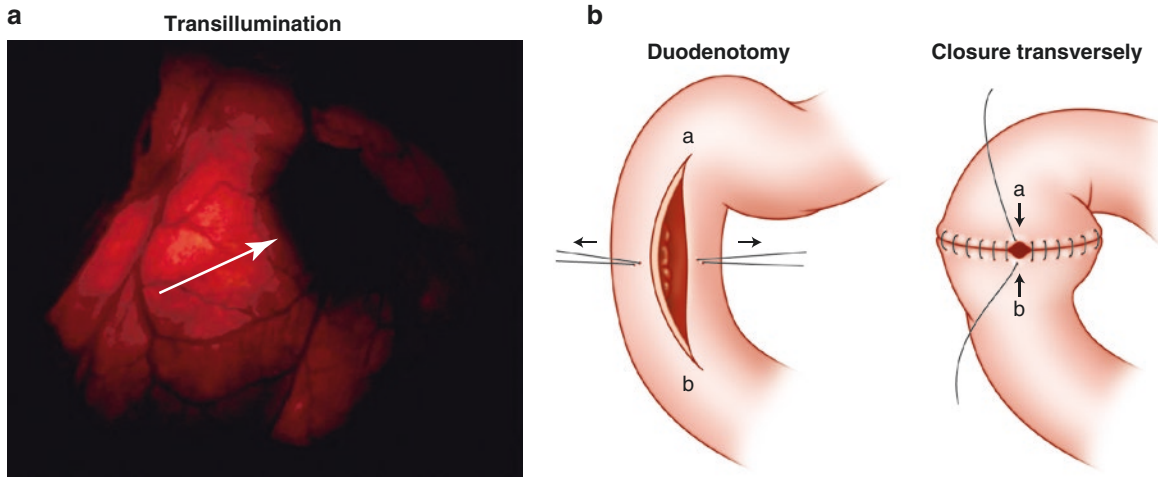 a
Transillumination
b
Duodenotomy
Closure transversely
a
b
a
b